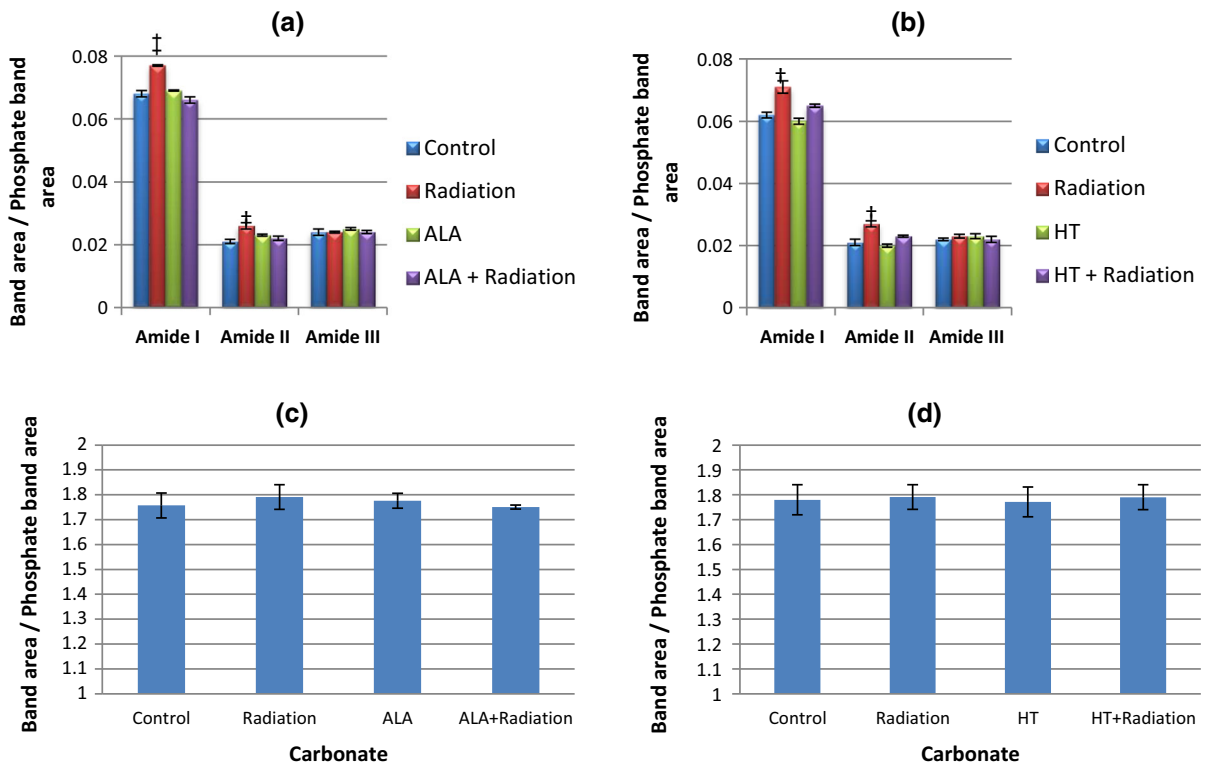 (a)
Band area / Phosphate band
area
0.08
0.06
0.04
0.02
0
‡
‡
Amide I Amide II Amide III
Control
Radiation
ALA
ALA + Radiation
(b)
Band area / Phosphate band
area
0.08
0.06
0.04
0.02
0
‡
‡
Amide I Amide II Amide III
Control
Radiation
HT
HT + Radiation
(c)
Band area / Phosphate band area
2
1.9
1.8
1.7
1.6
1.5
1.4
1.3
1.2
1.1
1
Control Radiation ALA ALA+Radiation
Carbonate
(d)
Band area / Phosphate band area
2
1.9
1.8
1.7
1.6
1.5
1.4
1.3
1.2
1.1
1
Control Radiation HT HT+Radiation
Carbonate